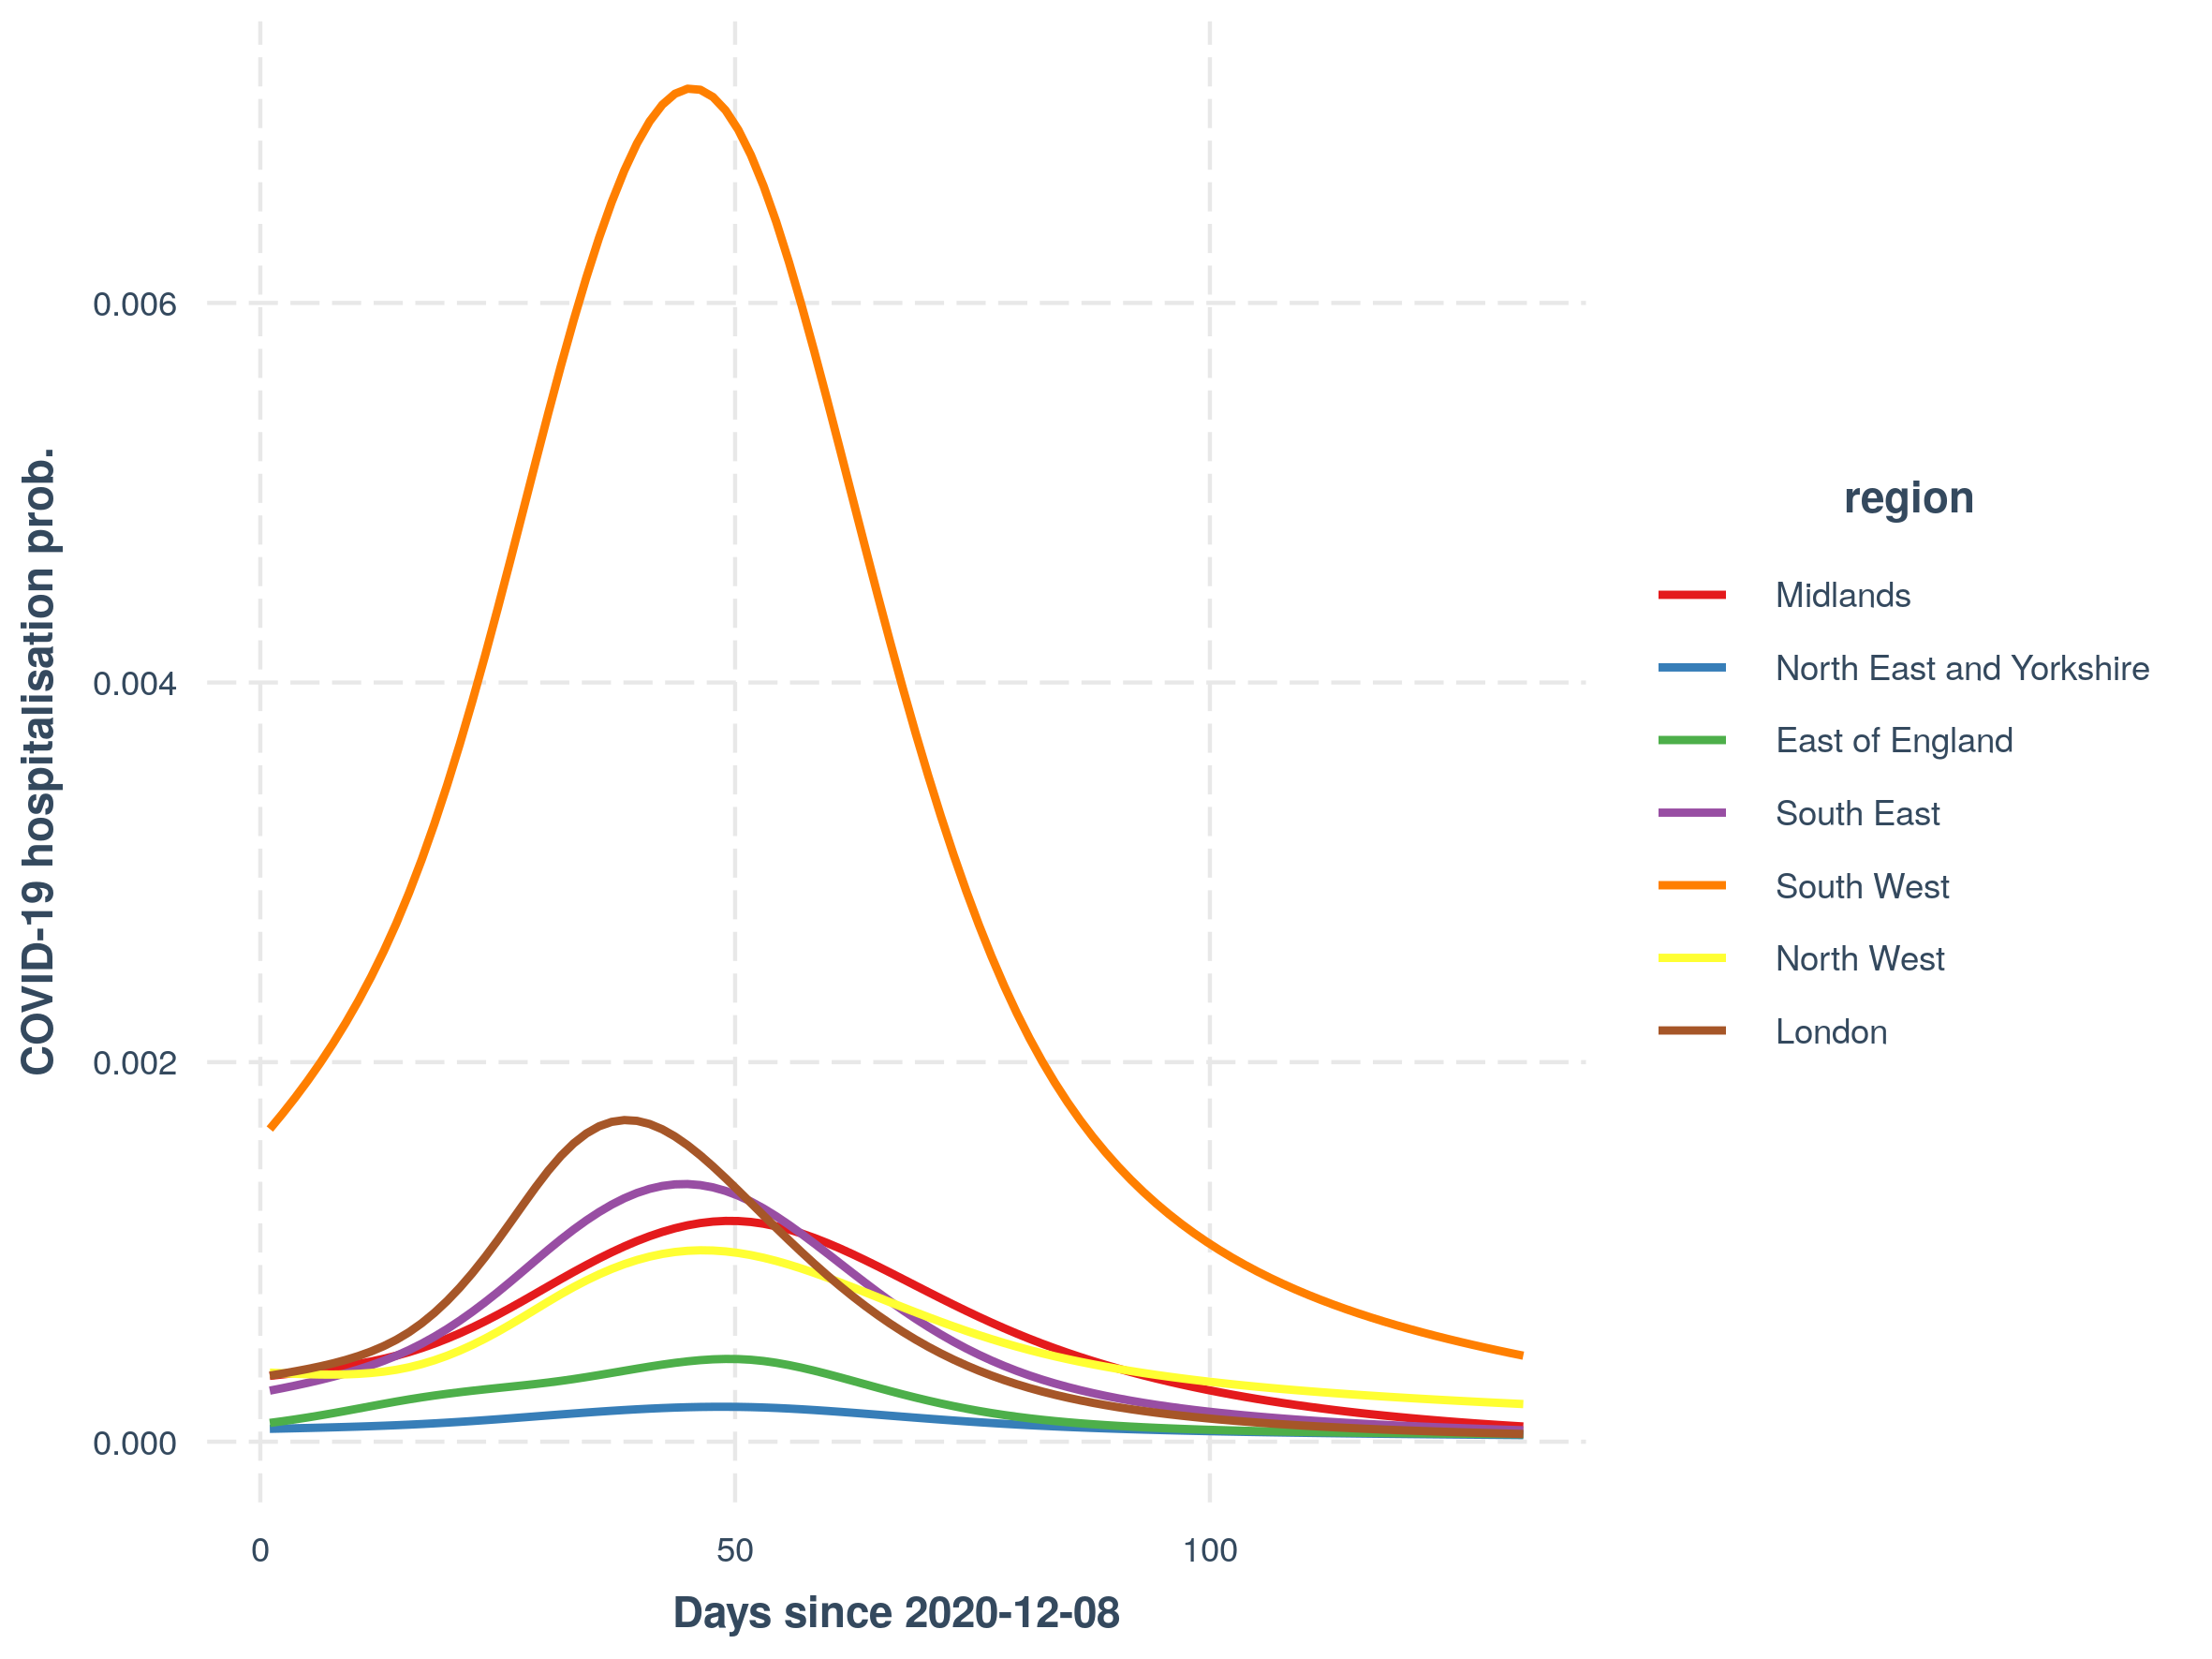 COVID-19 hospitalisation prob.
0.006
0.004
0.002
0.000
0 50 100
Days since 2020-12-08
region
Midlands
North East and Yorkshire
East of England
South East
South West
North West
London